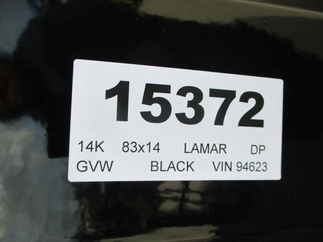 15372
14K 83x14 LAMAR DP
GVW BLACK VIN 94623